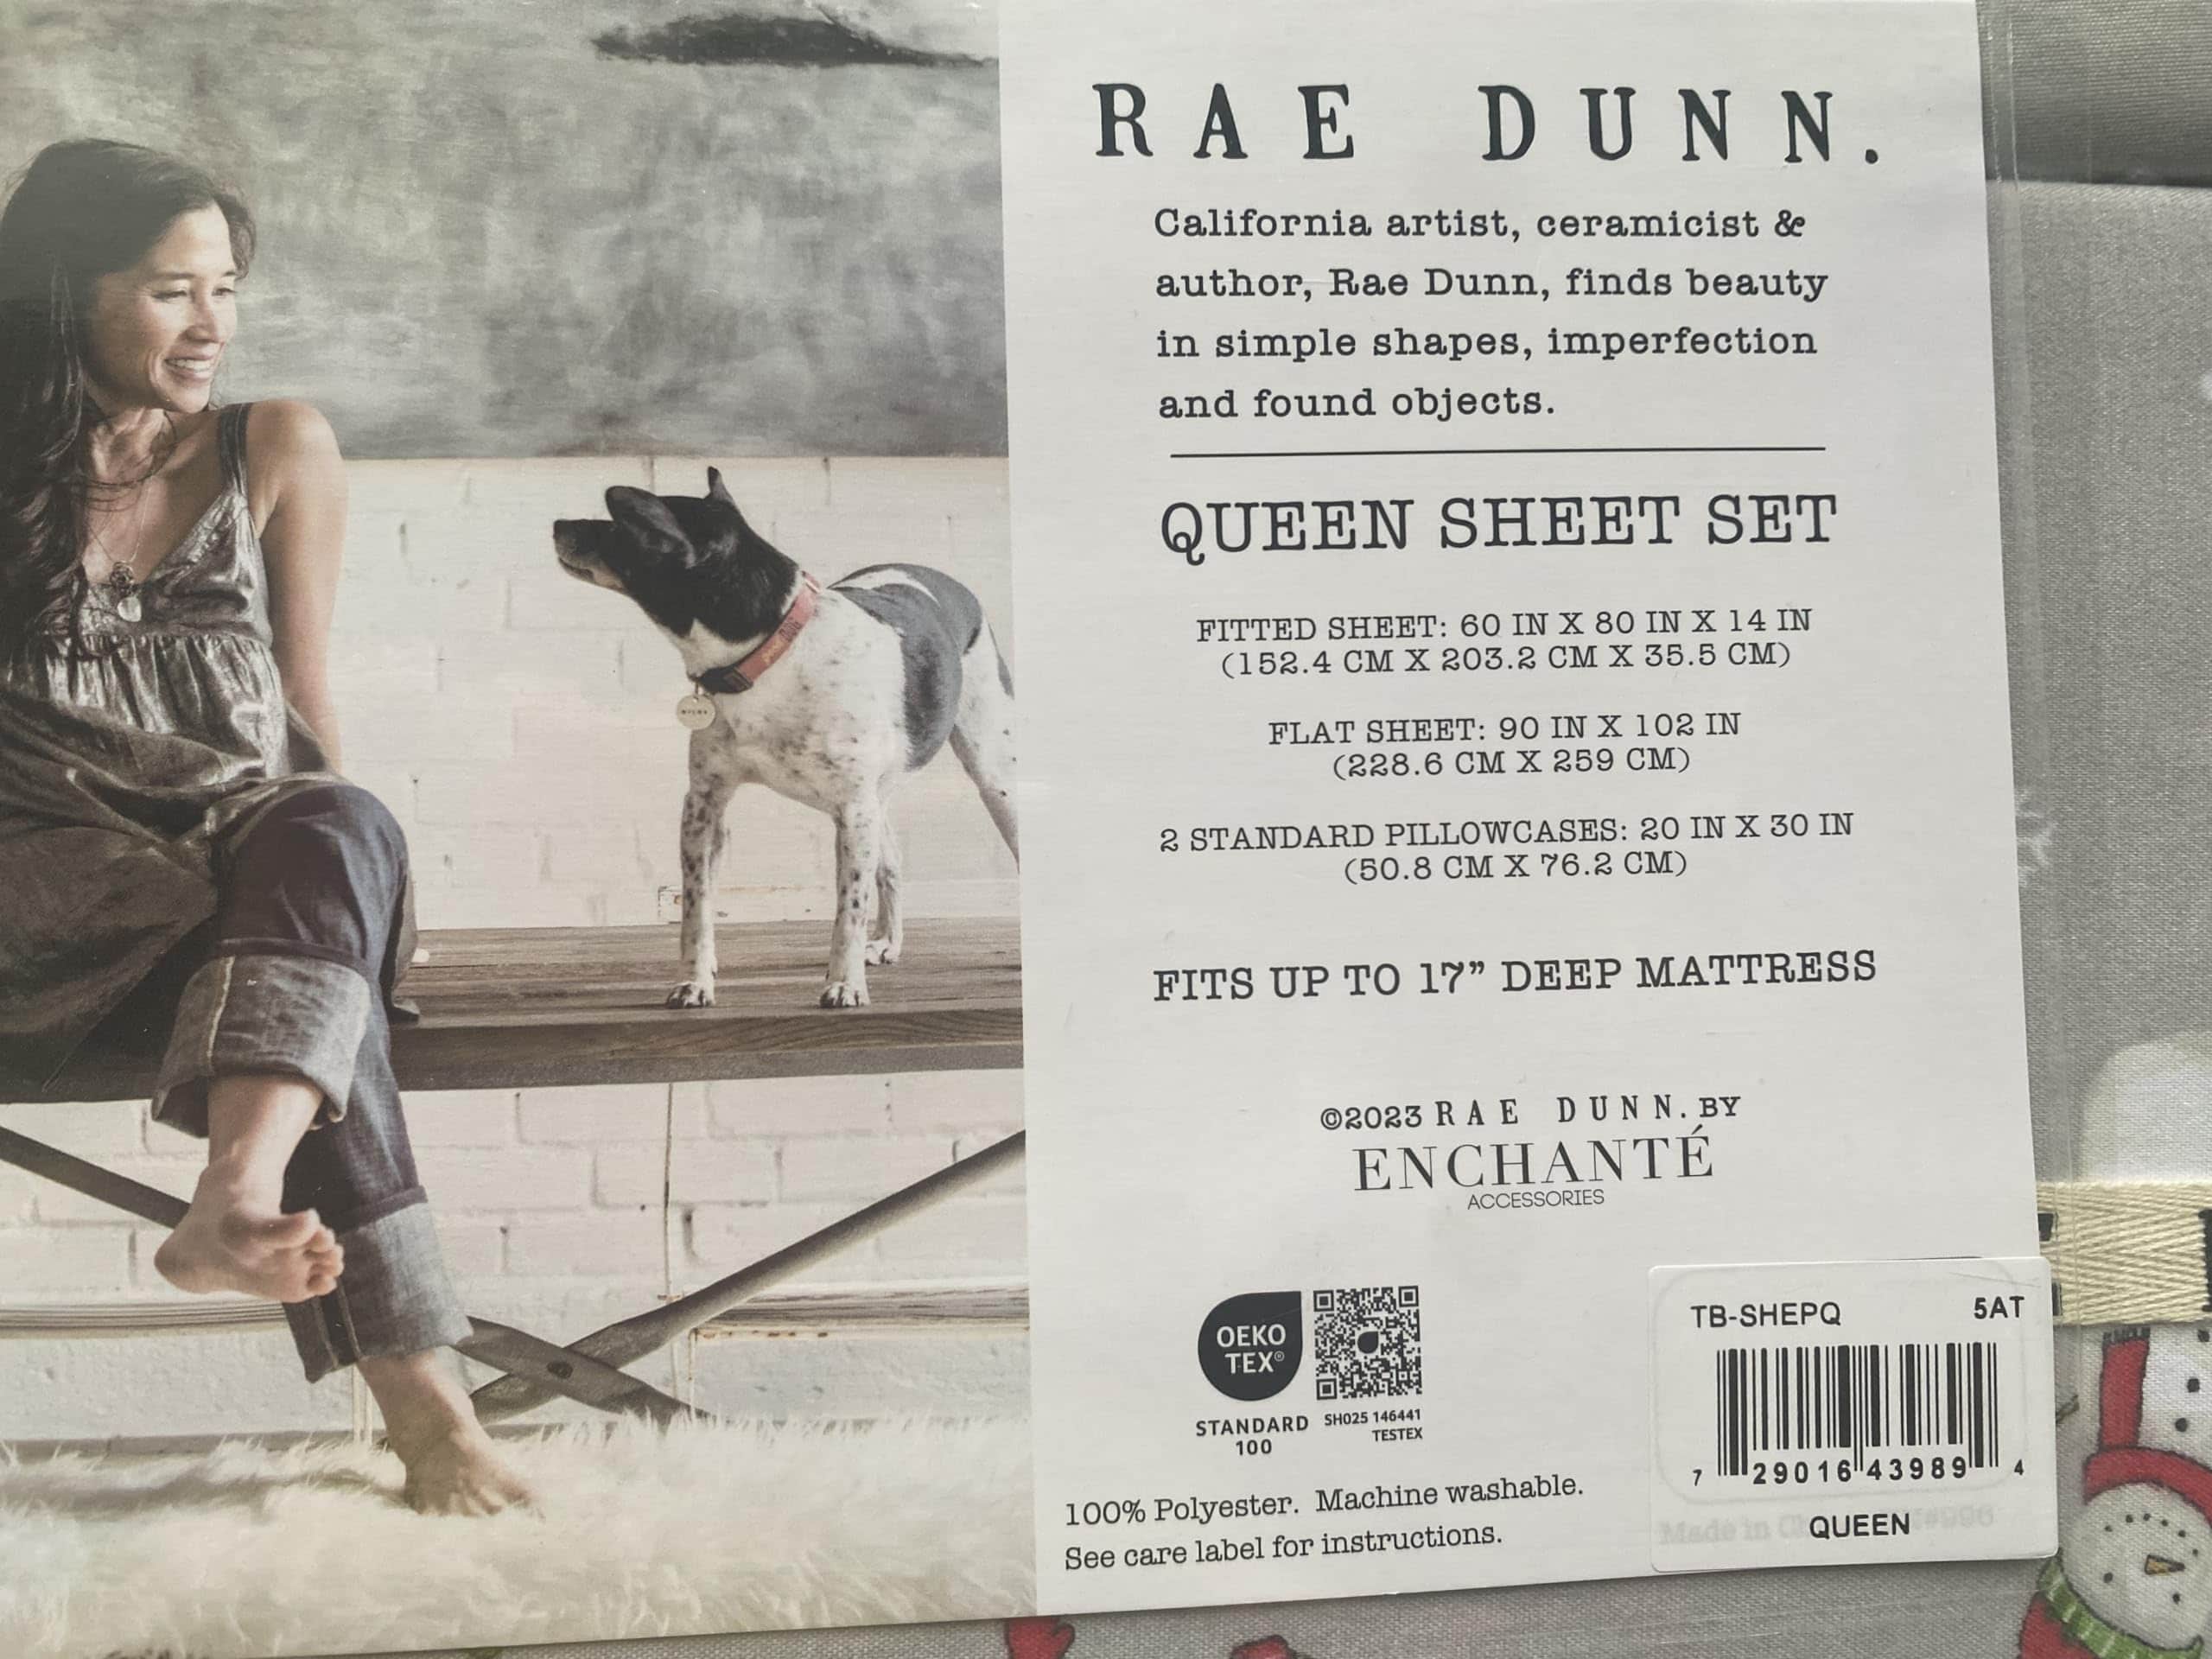 RAE DUNN.
California artist, ceramicist &
author, Rae Dunn, finds beauty
in simple shapes, imperfection
and found objects.
QUEEN SHEET SET
FITTED SHEET: 60 IN X 80 IN X 14 IN
(152.4 CM X 203.2 CM X 35.5 CM)
FLAT SHEET: 90 IN X 102 IN
(228.6 CM X 259 CM)
2 STANDARD PILLOWCASES: 20 IN X 30 IN
(50.8 CM X 76.2 CM)
FITS UP TO 17" DEEP MATTRESS
©2023 RAE DUNN. BY
ENCHANTÉ
ACCESSORIES
OEKO
TEX®
STANDARD
100
SH025 146441
TESTEX
100% Polyester. Machine washable.
See care label for instructions.
TB-SHEPQ 5AT
7 29016 43989 4
Made in
QUEEN